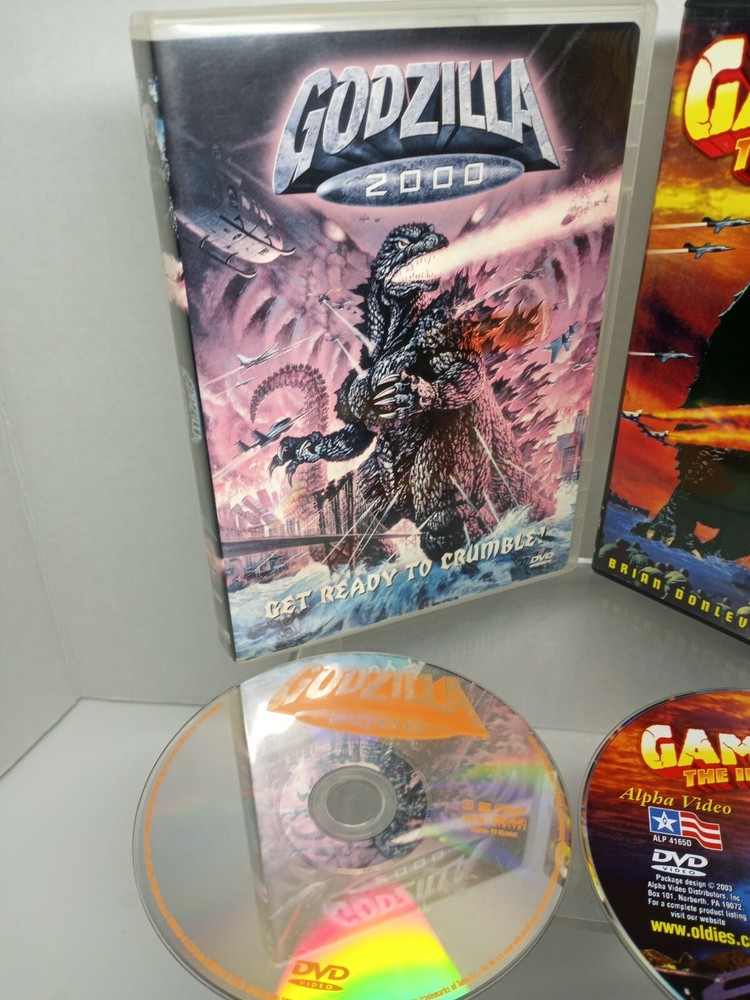 GODZILLA
2000
GET READY TO CRUMBLE!
DVD
BRIAN DONLEV
GODZILLA
DVD
VIDEO
GAM
THE I
Alpha Video
ALP 4165D
DVD
VIDEO
Package design © 2003
Alpha Video Distributors, Inc.
Box 101, Narberth, PA 19072.
For a complete product listing
visit our website
www.oldies.c